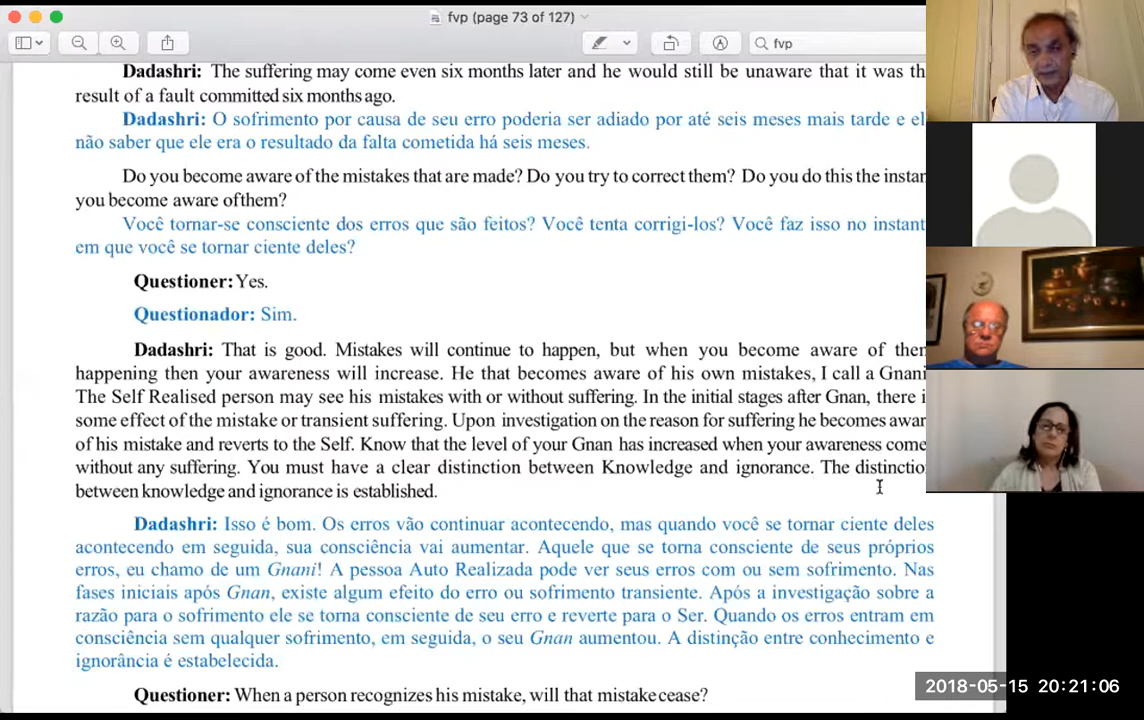 fvp (page 73 of 127)
fvp
Dadashri: The suffering may come even six months later and he would still be unaware that it was
result of a fault committed six months ago.
Dadashri: O sofrimento por causa de seu erro poderia ser adiado por até seis meses mais tarde e
não saber que ele era o resultado da falta cometida há seis meses.
Do you become aware of the mistakes that are made? Do you try to correct them? Do you do this the
you become aware ofthem?
Você tornar-se consciente dos erros que são feitos? Você tenta corrigi-los? Você faz isso no
em que você se tornar ciente deles?
Questioner: Yes.
Questionador: Sim.
Dadashri: That is good. Mistakes will continue to happen, but when you become aware of
happening then your awareness will increase. He that becomes aware of his own mistakes, I call a Gnani
The Self Realised person may see his mistakes with or without suffering. In the initial stages after Gnan, there
some effect of the mistake or transient suffering. Upon investigation on the reason for suffering he becomes
of his mistake and reverts to the Self. Know that the level of your Gnan has increased when your awareness
without any suffering. You must have a clear distinction between Knowledge and ignorance. The
between knowledge and ignorance is established.
Dadashri: Isso é bom. Os erros vão continuar acontecendo, mas quando você se tornar ciente deles
acontecendo em seguida, sua consciência vai aumentar. Aquele que se torna consciente de seus próprios
erros, eu chamo de um Gnani! A pessoa Auto Realizada pode ver seus erros com ou sem sofrimento. Nas
fases iniciais após Gnan, existe algum efeito do erro ou sofrimento transiente. Após a investigação sobre a
razão para o sofrimento ele se torna consciente de seu erro e reverte para o Ser. Quando os erros entram em
consciência sem qualquer sofrimento, em seguida, o seu Gnan aumentou. A distinção entre conhecimento e
ignorância é estabelecida.
Questioner: When a person recognizes his mistake, will that mistake cease?
2018-05-15 20:21:06